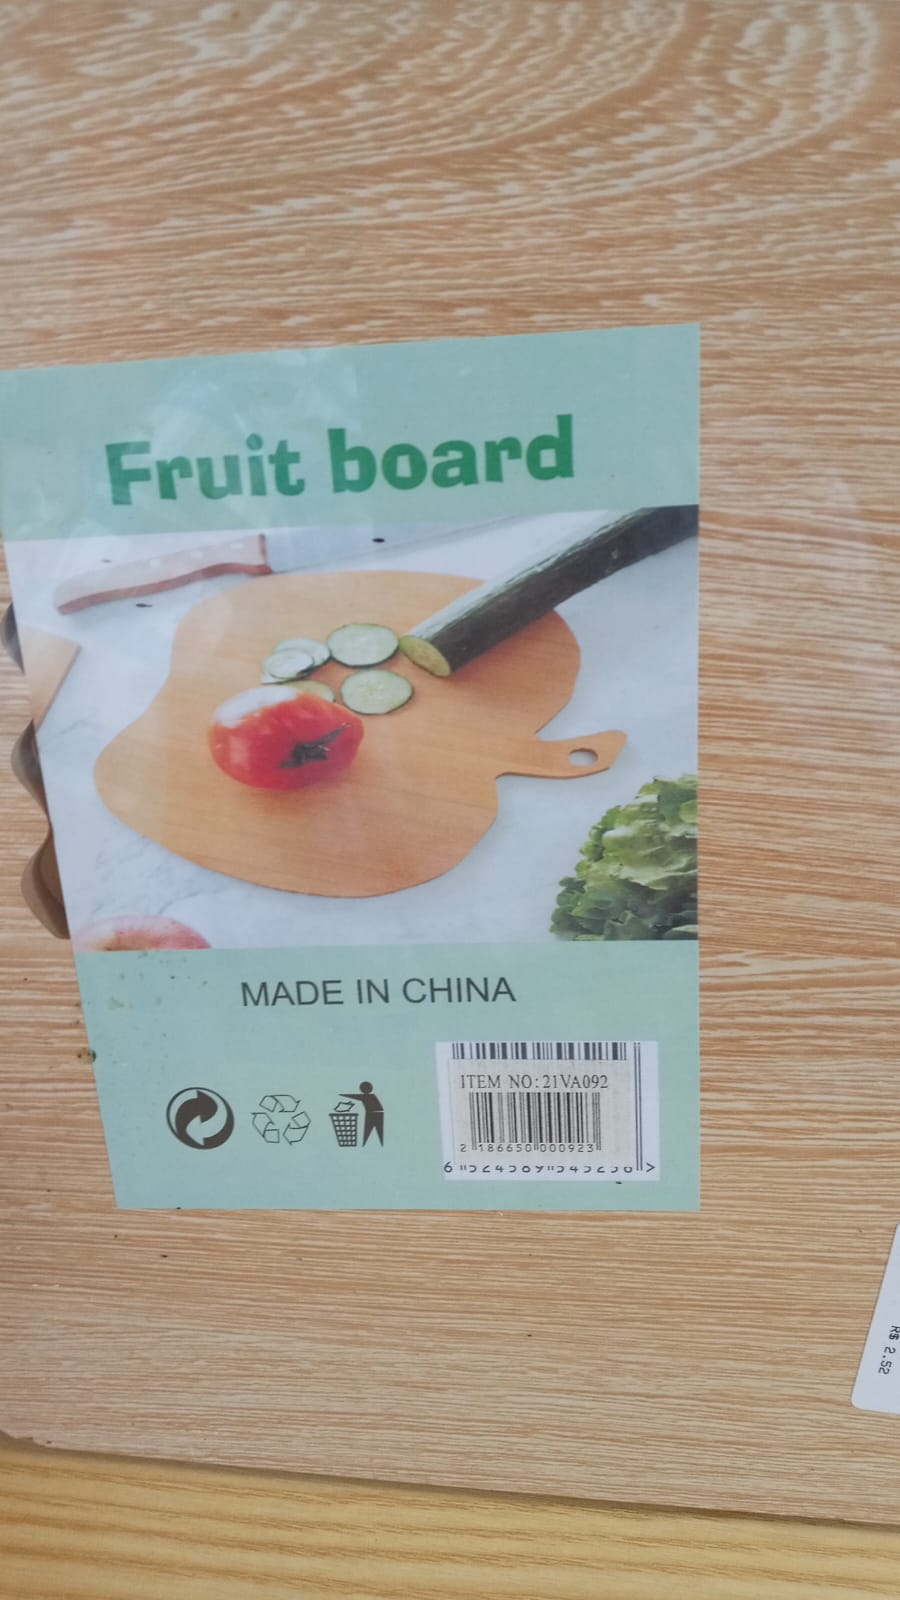 Fruit board
MADE IN CHINA
ITEM NO:21VA092
2 186650 000923
R$ 2.52